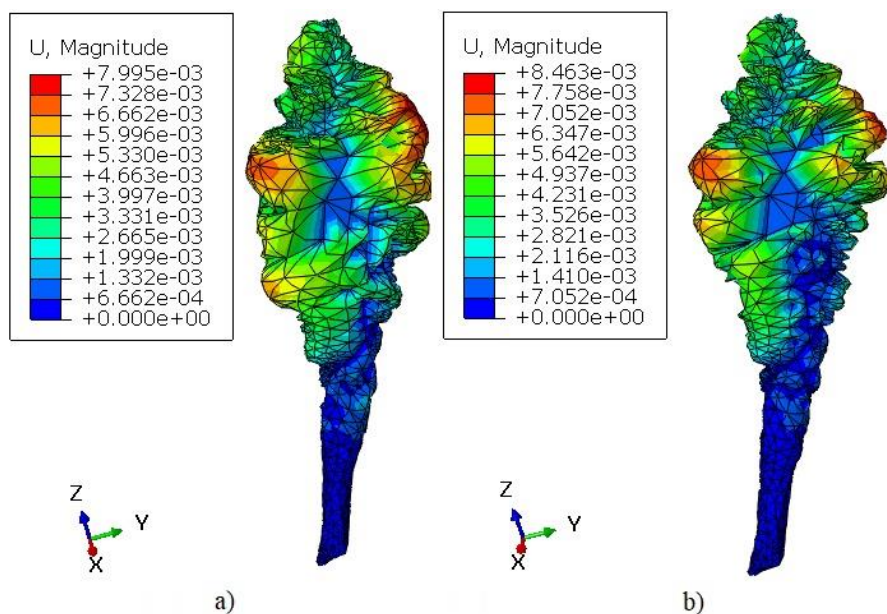 U, Magnitude
+7.995e-03
+7.328e-03
+6.662e-03
+5.996e-03
+5.330e-03
+4.663e-03
+3.997e-03
+3.331e-03
+2.665e-03
+1.999e-03
+1.332e-03
+6.662e-04
+0.000e+00
Z
Y
X
a)
U, Magnitude
+8.463e-03
+7.758e-03
+7.052e-03
+6.347e-03
+5.642e-03
+4.937e-03
+4.231e-03
+3.526e-03
+2.821e-03
+2.116e-03
+1.410e-03
+7.052e-04
+0.000e+00
Z
Y
X
b)